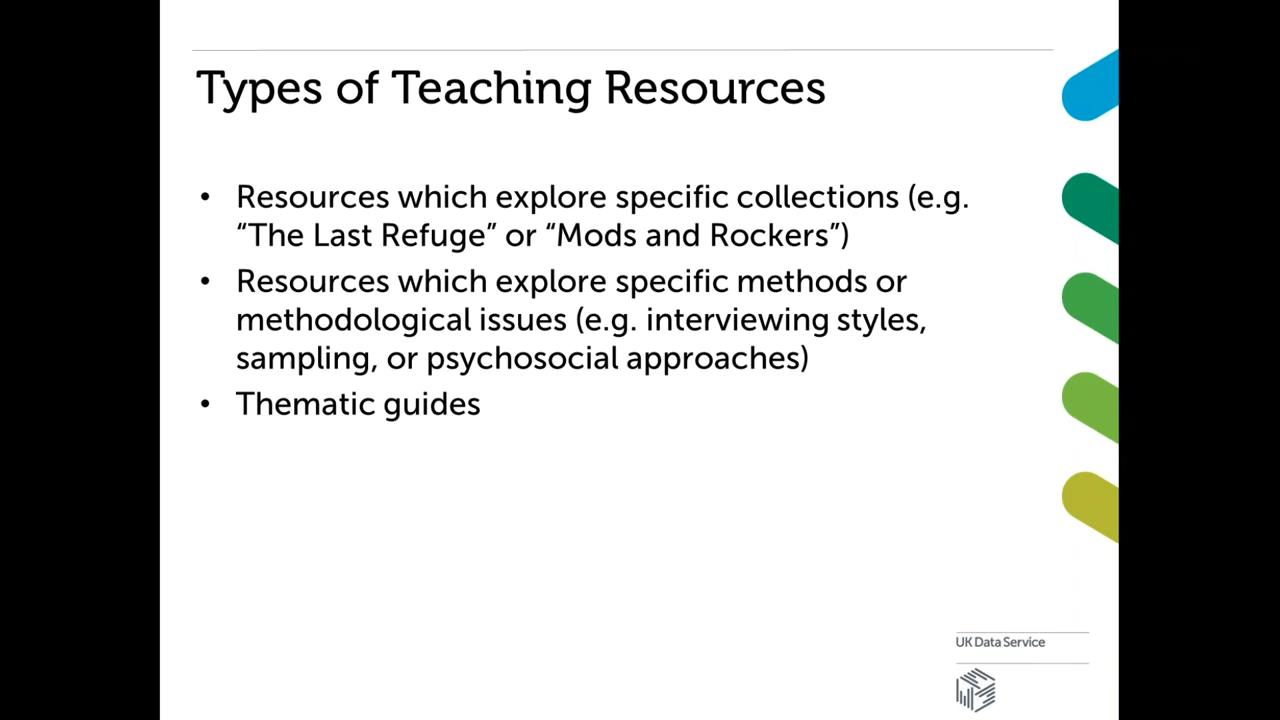 Types of Teaching Resources
• Resources which explore specific collections (e.g.
“The Last Refuge” or “Mods and Rockers”)
• Resources which explore specific methods or
methodological issues (e.g. interviewing styles,
sampling, or psychosocial approaches)
• Thematic guides
UK Data Service